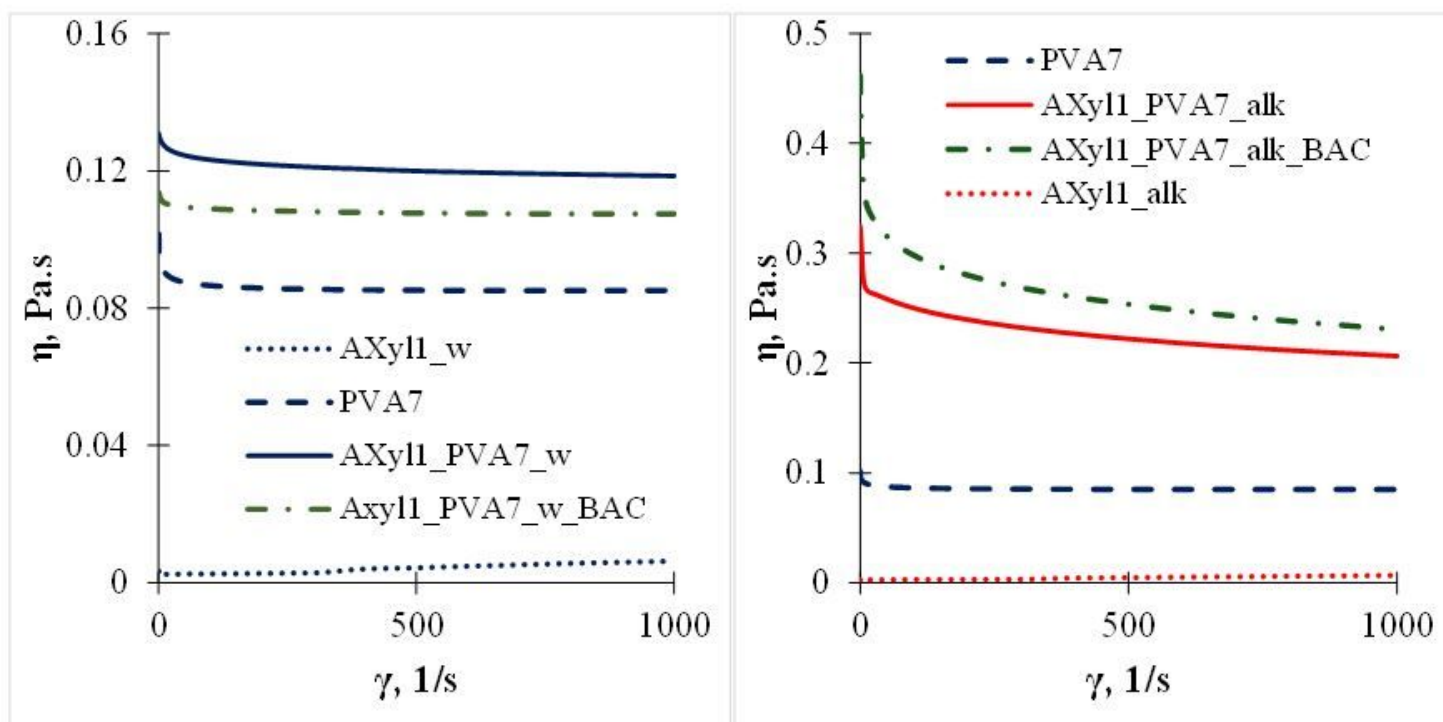 0.16
0.12
0.08
0.04
0
η, Pa.s
AXyl1_w
PVA7
AXyl1_PVA7_w
Axyl1_PVA7_w_BAC
0
500
1000
γ, 1/s
0.5
0.4
0.3
0.2
0.1
0
η, Pa.s
PVA7
AXyl1_PVA7_alk
AXyl1_PVA7_alk_BAC
AXyl1_alk
0
500
1000
γ, 1/s